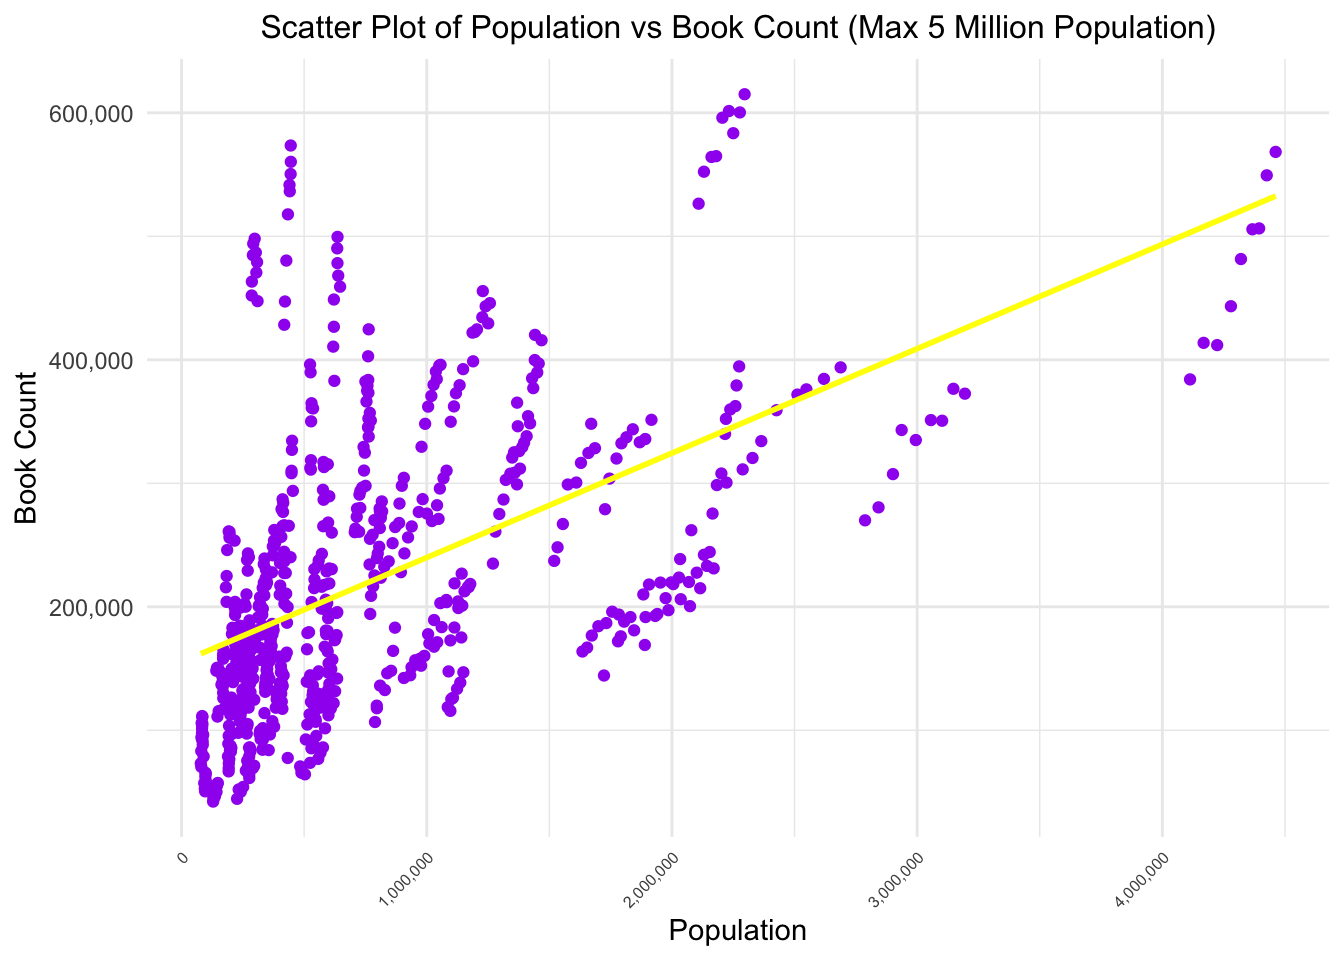 Scatter Plot of Population vs Book Count (Max 5 Million Population)
600,000
400,000
200,000
Book Count
0
1,000,000
2,000,000
3,000,000
4,000,000
Population